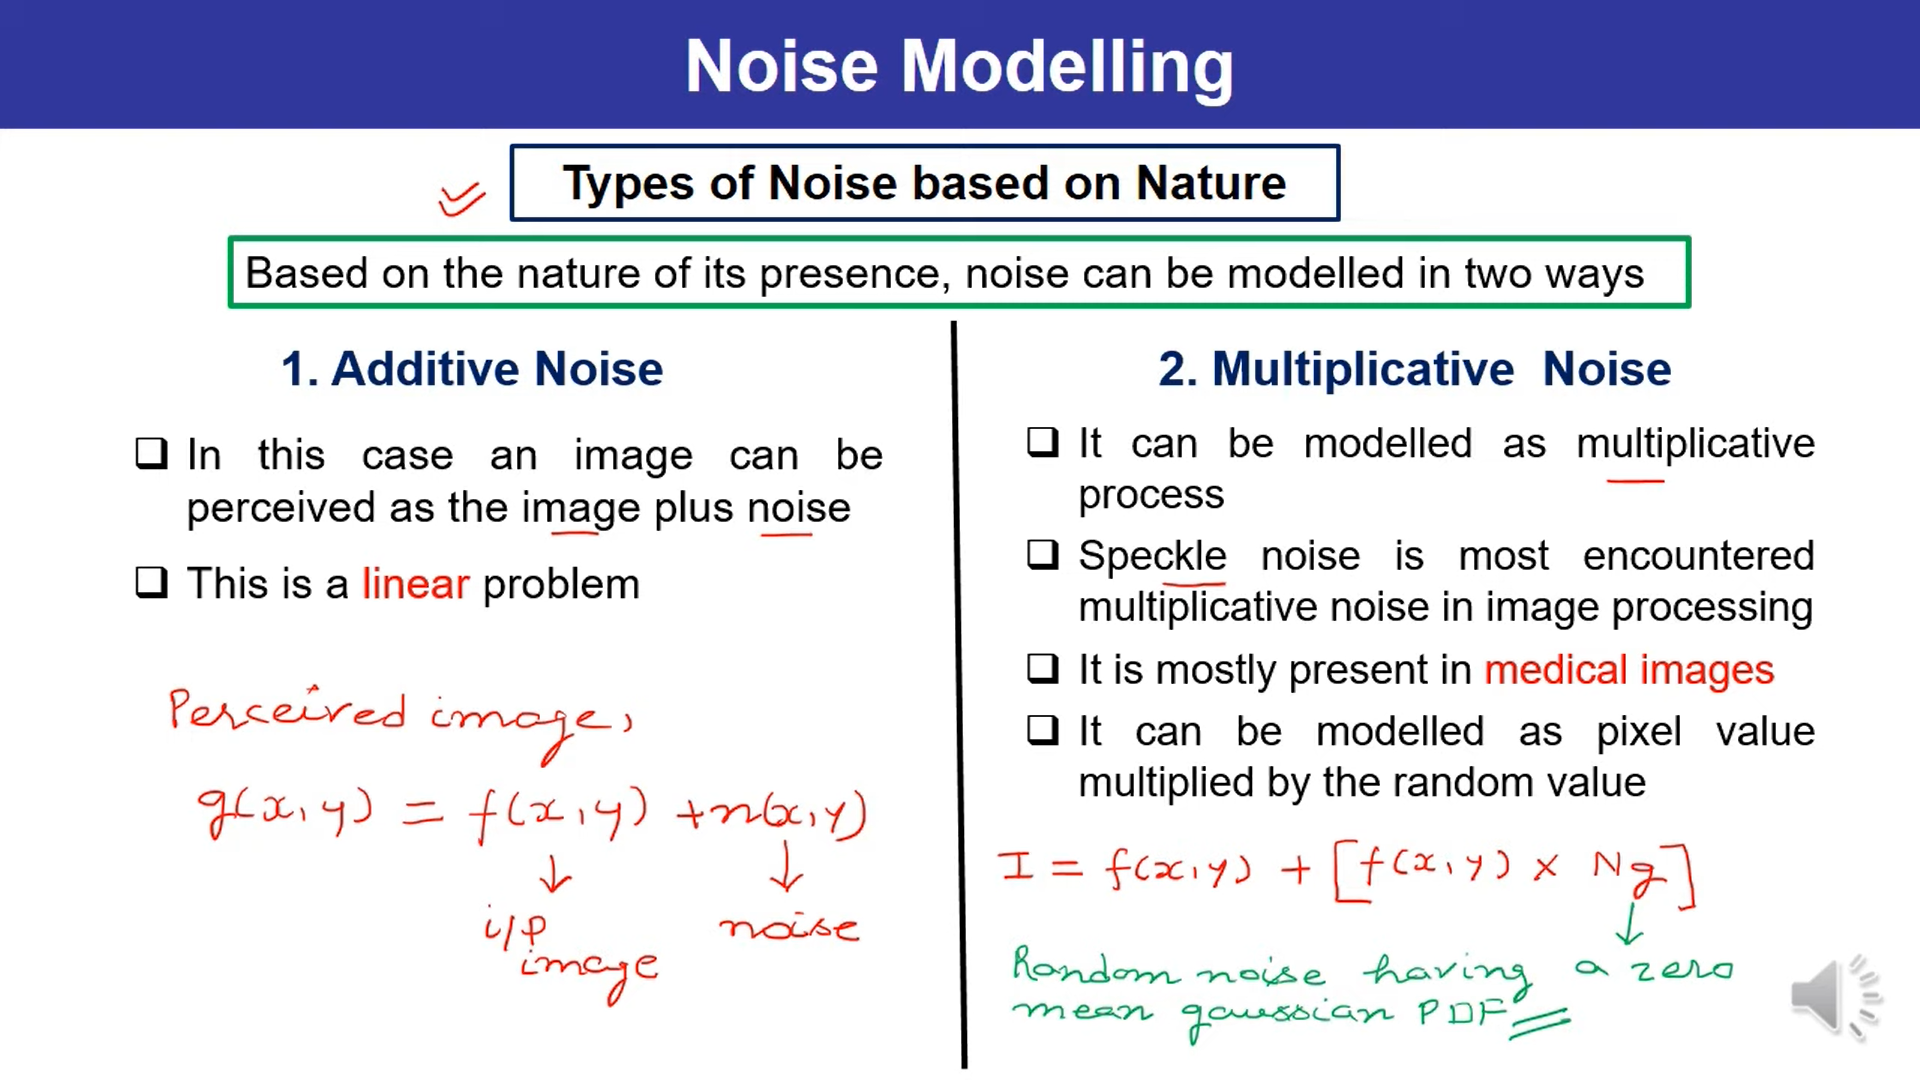 Noise Modelling
Types of Noise based on Nature
Based on the nature of its presence, noise can be modelled in two ways
1. Additive Noise
❑ In this case an image can be
perceived as the image plus noise
❑ This is a linear problem
Perceived image,
g(x,y) = f(x,y) + n(x,y)
i/p
image
noise
2. Multiplicative Noise
❑ It can be modelled as multiplicative
process
❑ Speckle noise is most encountered
multiplicative noise in image processing
❑ It is mostly present in medical images
❑ It can be modelled as pixel value
multiplied by the random value
I = f(x,y) + [f(x,y) × Ng]
Random noise having a zero
mean gaussian PDF